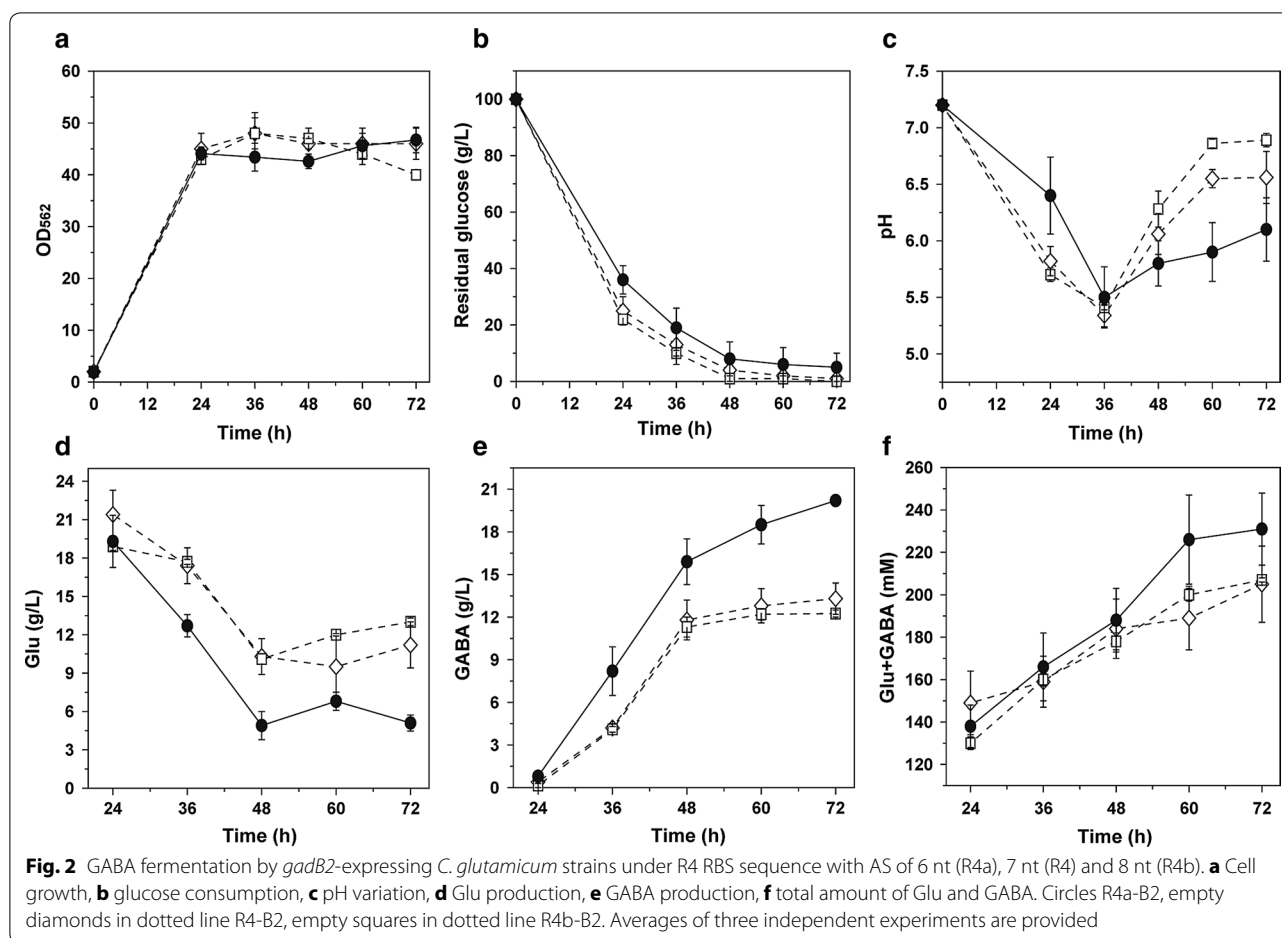 a
60
50
40
30
20
10
0
OD562
0 12 24 36 48 60 72
Time (h)
b
100
80
60
40
20
0
Residual glucose (g/L)
0 12 24 36 48 60 72
Time (h)
c
7.5
7.0
6.5
6.0
5.5
5.0
pH
0 12 24 36 48 60 72
Time (h)
d
24
21
18
15
12
9
6
3
0
Glu (g/L)
24 36 48 60 72
Time (h)
e
21
18
15
12
9
6
3
0
GABA (g/L)
24 36 48 60 72
Time (h)
f
260
240
220
200
180
160
140
120
Glu+GABA (mM)
24 36 48 60 72
Time (h)
Fig. 2 GABA fermentation by gadB2-expressing C. glutamicum strains under R4 RBS sequence with AS of 6 nt (R4a), 7 nt (R4) and 8 nt (R4b). a Cell
growth, b glucose consumption, c pH variation, d Glu production, e GABA production, f total amount of Glu and GABA. Circles R4a-B2, empty
diamonds in dotted line R4-B2, empty squares in dotted line R4b-B2. Averages of three independent experiments are provided